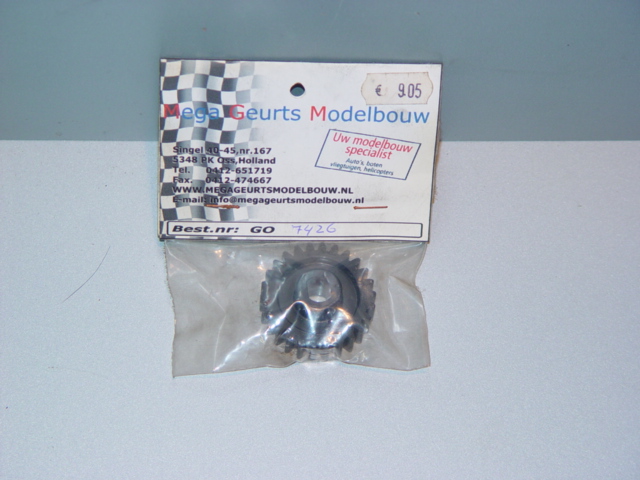 € 9.05
Mega Geurts Modelbouw
Singel 40-45,nr.167
5348 PK Oss,Holland
Tel. 0412-651719
Fax. 0412-474667
WWW.MEGAGEURTSMODELBOUW.NL
E-mail:info@megageurtsmodelbouw.nl
Uw modelbouw
specialist
Auto's, boten
vliegtuigen, helicopters
Best.nr: GO 7426